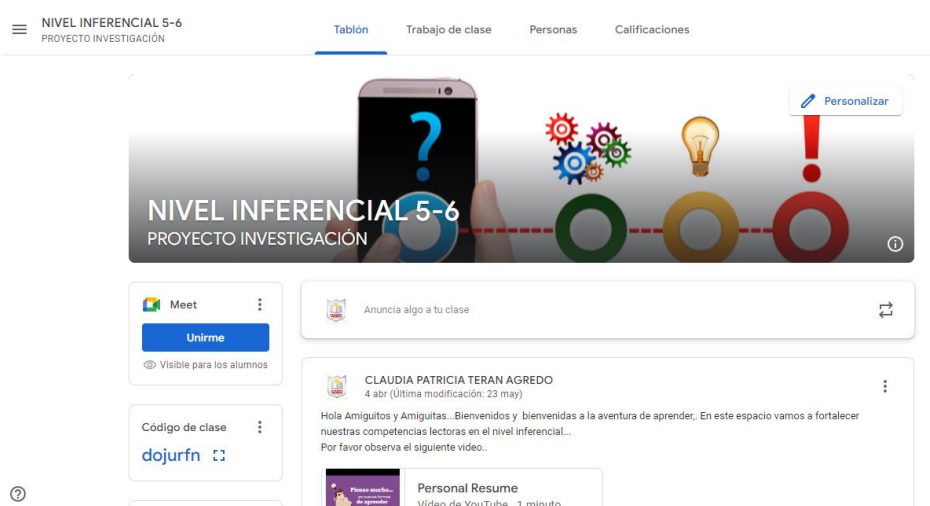 NIVEL INFERENCIAL 5-6
PROYECTO INVESTIGACIÓN
Tablón
Trabajo de clase
Personas
Calificaciones
Personalizar
?
!
NIVEL INFERENCIAL 5-6
PROYECTO INVESTIGACIÓN
Meet
Unirme
Visible para los alumnos
Código de clase
dojurfn
Anuncia algo a tu clase
CLAUDIA PATRICIA TERAN AGREDO
4 abr (Última modificación: 23 may)
Hola Amiguitos y Amiguitas...Bienvenidos y bienvenidas a la aventura de aprender,. En este espacio vamos a fortalecer
nuestras competencias lectoras en el nivel inferencial...
Por favor observa el siguiente video..
Personal Resume
Vídeo de YouTube 1 minuto